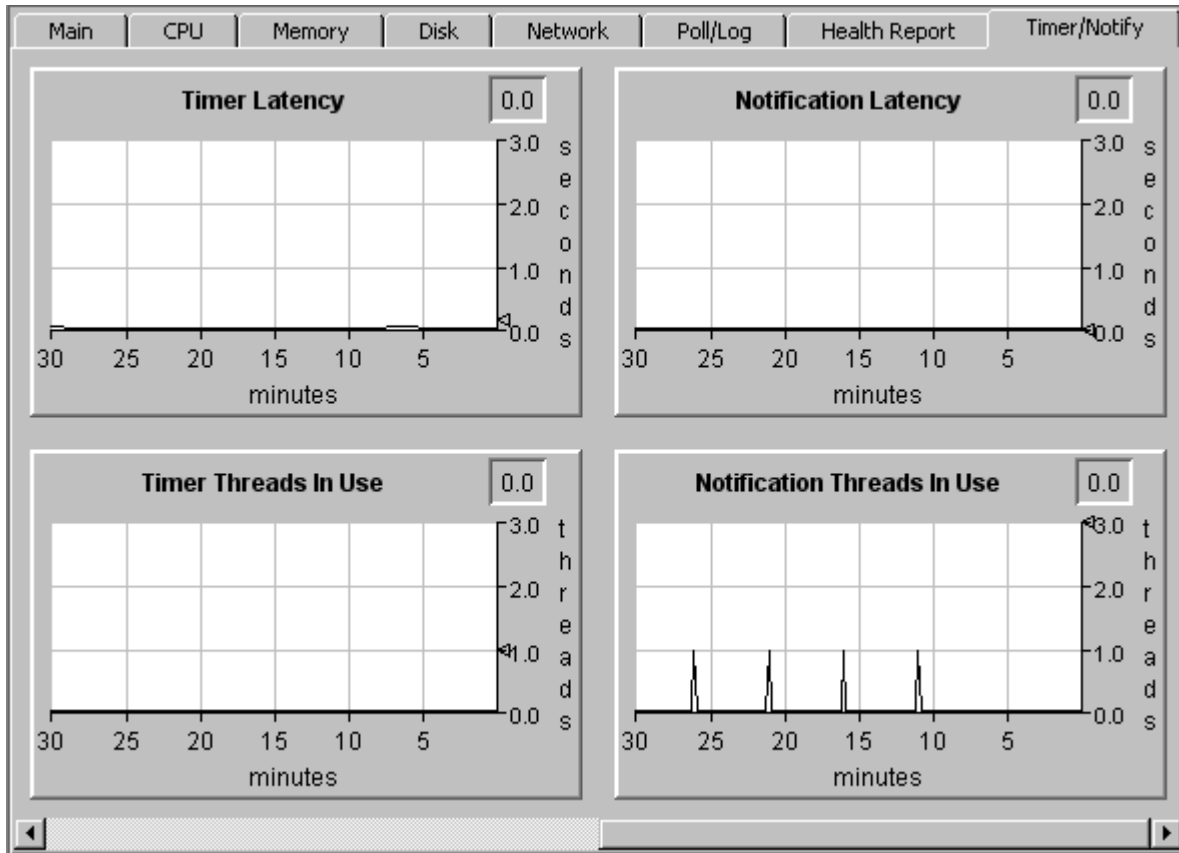 Main CPU Memory Disk Network Poll/Log Health Report Timer/Notify
Timer Latency 0.0
3.0
2.0
1.0
0.0
seconds
30 25 20 15 10 5
minutes
Notification Latency 0.0
3.0
2.0
1.0
0.0
seconds
30 25 20 15 10 5
minutes
Timer Threads In Use 0.0
3.0
2.0
1.0
0.0
threads
30 25 20 15 10 5
minutes
Notification Threads In Use 0.0
3.0
2.0
1.0
0.0
threads
30 25 20 15 10 5
minutes